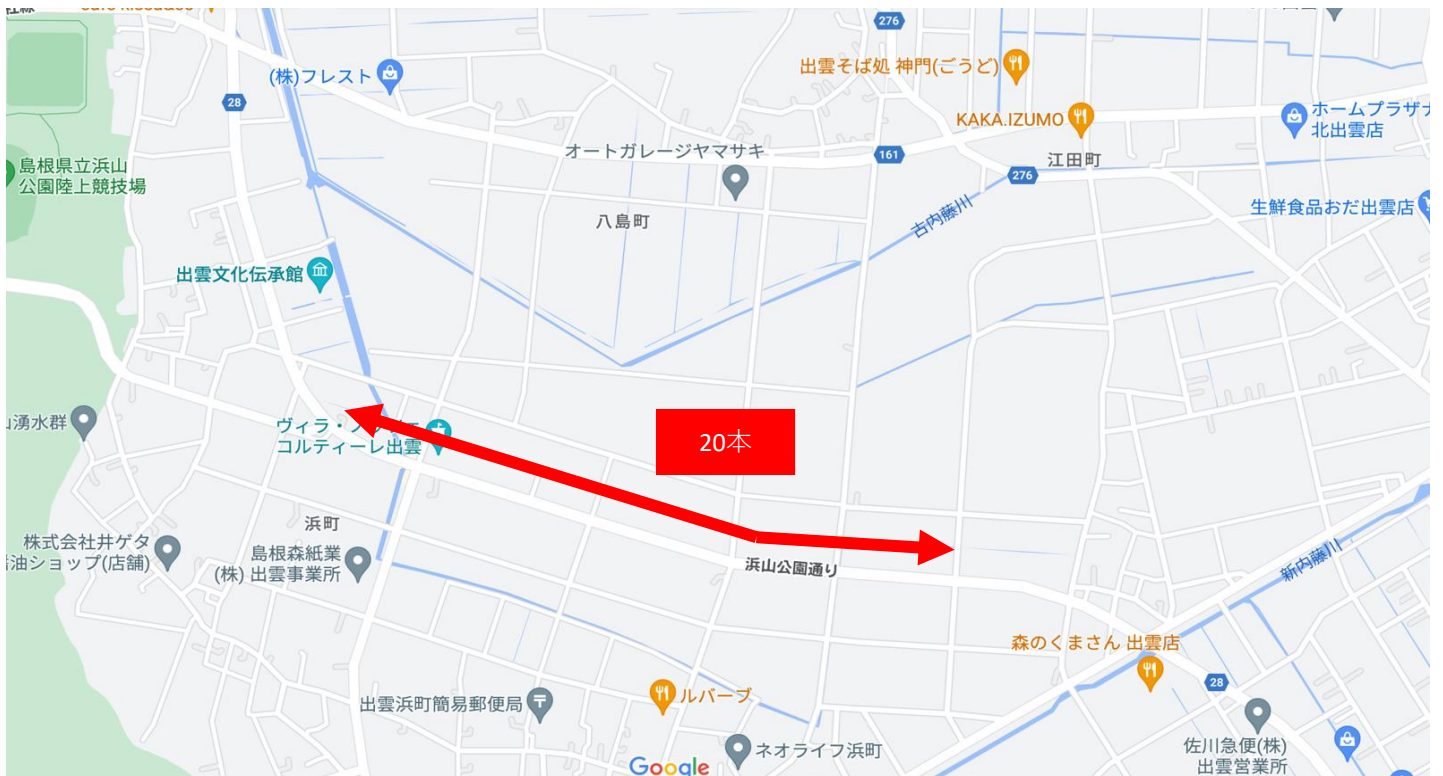 276
(株)フレスト
出雲そば処 神門(ごうど)
28
KAKA.IZUMO
ホームプラザナ
北出雲店
オートガレージヤマサキ
161
江田町
島根県立浜山
公園陸上競技場
276
八島町
古内藤川
生鮮食品おだ出雲店
出雲文化伝承館
20本
ヴィラ・
コルティーレ出雲
湧水群
浜町
株式会社井ゲタ
油ショップ(店舗)
島根森紙業
(株) 出雲事業所
浜山公園通り
新内藤川
森のくまさん 出雲店
28
出雲浜町簡易郵便局
ルバーブ
ネオライフ浜町
佐川急便(株)
出雲営業所
Google